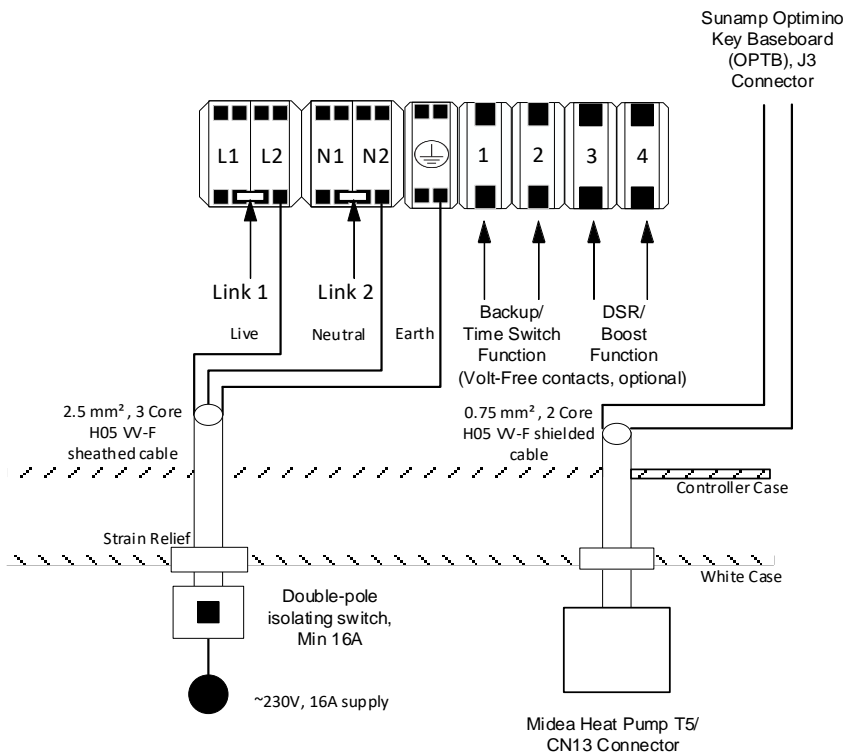 Sunamp Optimino
Key Baseboard
(OPTB), J3
Connector
L1
L2
N1
N2
1
2
3
4
Link 1
Link 2
Live
Neutral
Earth
Backup/
Time Switch
Function
DSR/
Boost
Function
(Volt-Free contacts, optional)
2.5 mm², 3 Core
H05 VV-F
sheathed cable
0.75 mm², 2 Core
H05 VV-F shielded
cable
Controller Case
Strain Relief
White Case
Double-pole
isolating switch,
Min 16A
~230V, 16A supply
Midea Heat Pump T5/
CN13 Connector